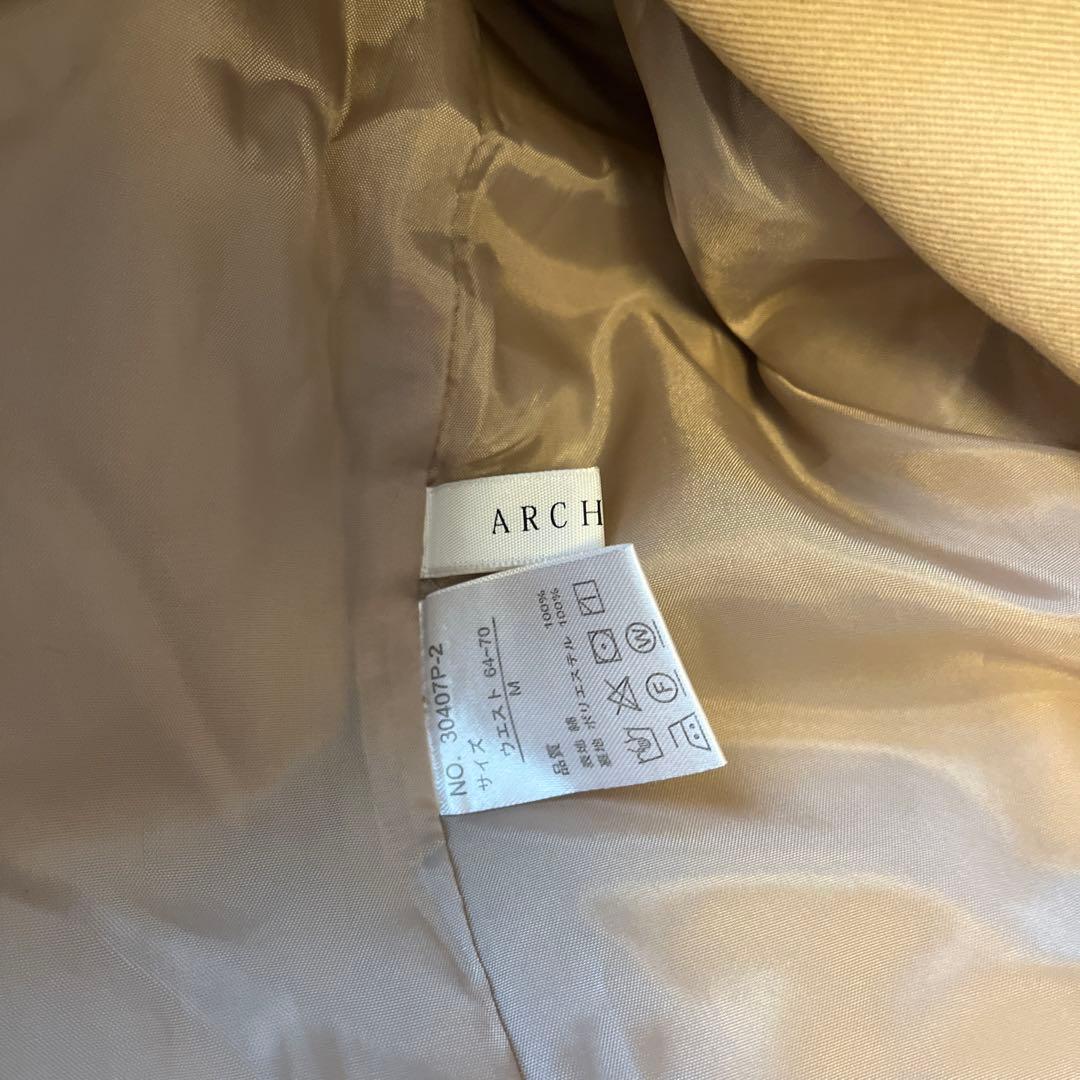 ARCH
NO. 30407P-2
サイズ
ウエスト 64-70
M
品質
表地 綿 100%
裏地 ポリエステル 100%
W
F